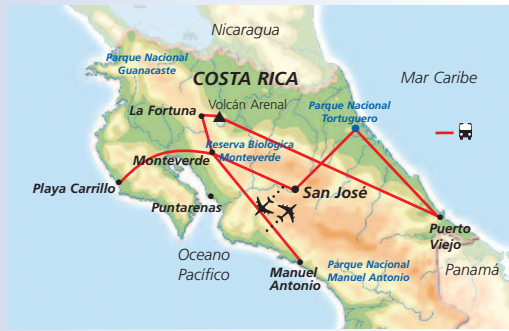 Nicaragua
Parque Nacional
Guanacaste
COSTA RICA
Mar Caribe
La Fortuna
Volcán Arenal
Parque Nacional
Tortuguero
Reserva Biológica
Monteverde
Monteverde
Playa Carrillo
San José
Puntarenas
Puerto
Viejo
Oceano
Pacífico
Manuel
Antonio
Parque Nacional
Manuel Antonio
Panamá